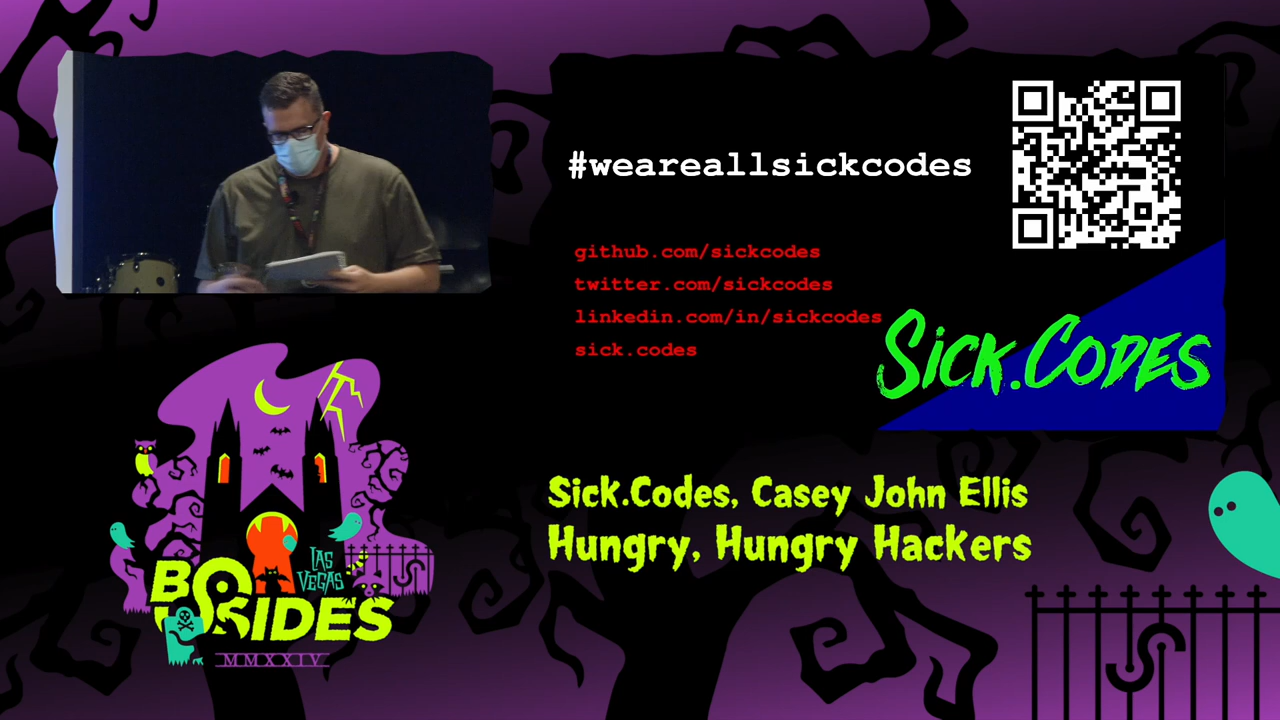 #weareallsickcodes
github.com/sickcodes
twitter.com/sickcodes
linkedin.com/in/sickcodes
sick.codes
Sick.Codes
Sick.Codes, Casey John Ellis
Hungry, Hungry Hackers
LAS
VEGAS
BSIDES
MMXXIV